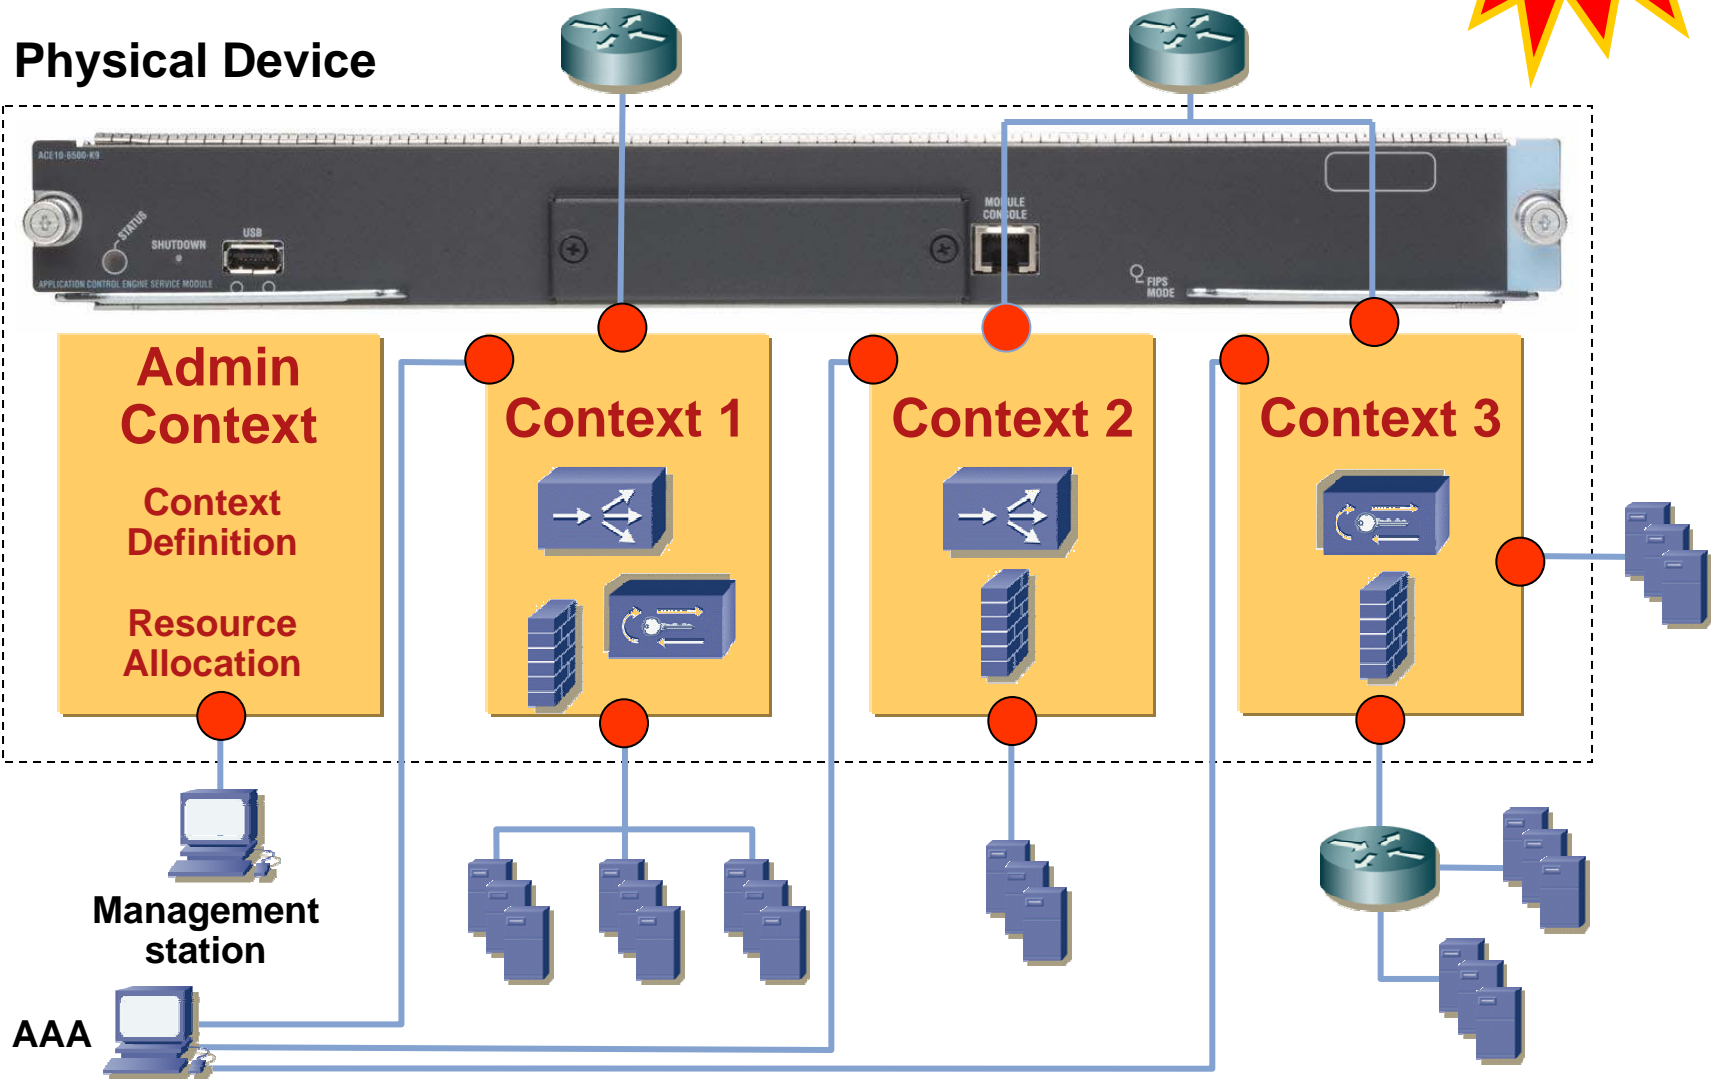 Physical Device
ACE10-6500-K9
STATUS
SHUTDOWN
USB
MODULE
CONSOLE
FIPS
MODE
APPLICATION CONTROL ENGINE SERVICE MODULE
Admin
Context
Context
Definition
Resource
Allocation
Context 1
Context 2
Context 3
Management
station
AAA